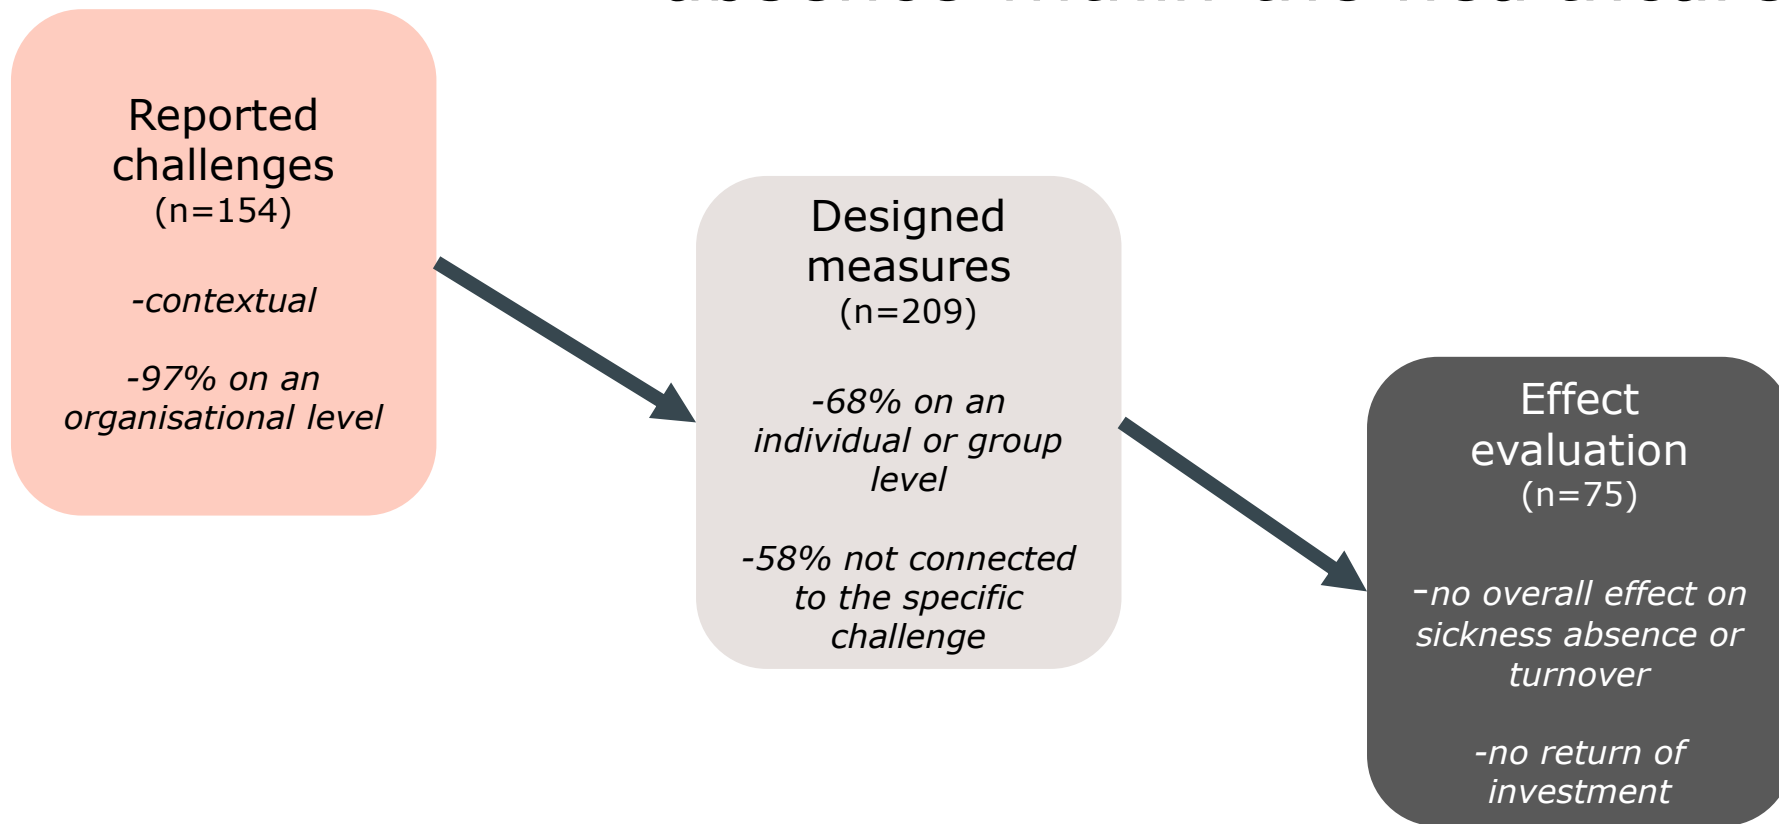 Reported
challenges
(n=154)
-contextual
-97% on an
organisational level
Designed
measures
(n=209)
-68% on an
individual or group
level
-58% not connected
to the specific
challenge
Effect
evaluation
(n=75)
-no overall effect on
sickness absence or
turnover
-no return of
investment